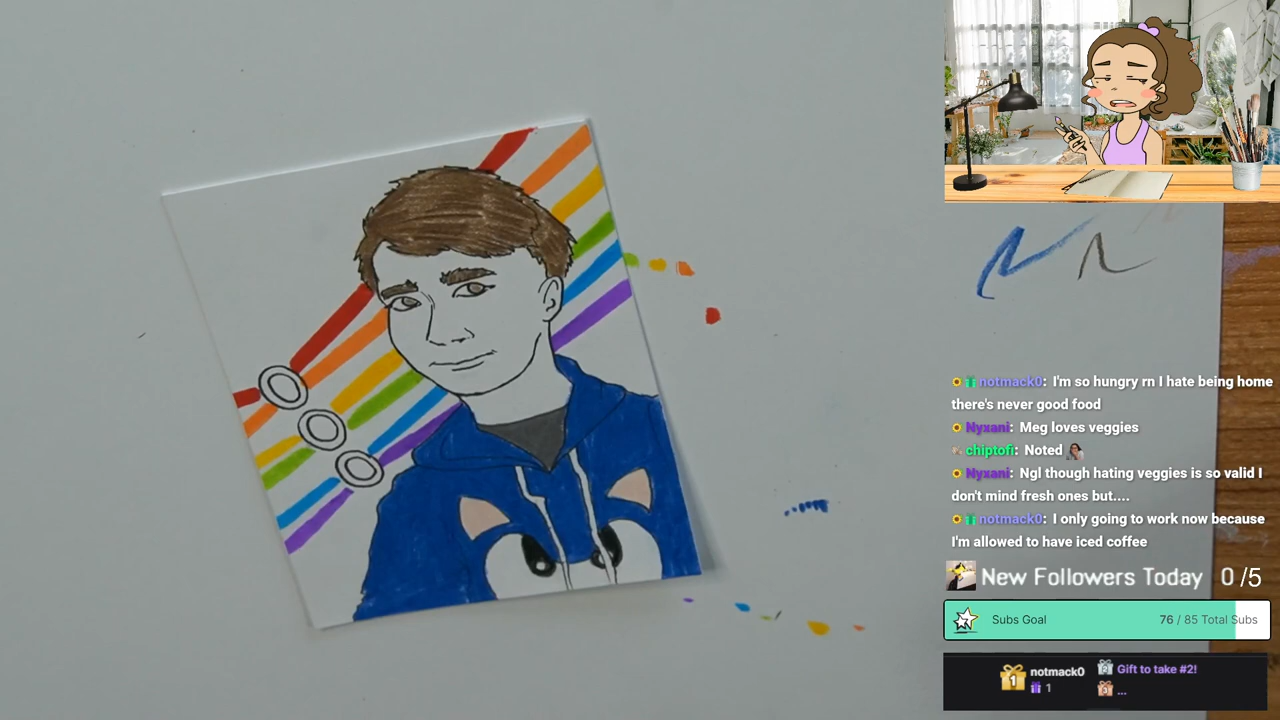 notmack0: I'm so hungry rn I hate being home
there's never good food
Nyxani: Meg loves veggies
chiptofi: Noted
Nyxani: Ngl though hating veggies is so valid I
don't mind fresh ones but....
notmack0: I only going to work now because
I'm allowed to have iced coffee
New Followers Today 0 /5
Subs Goal 76 / 85 Total Subs
1 notmack0
1
2 Gift to take #2!
3 ...